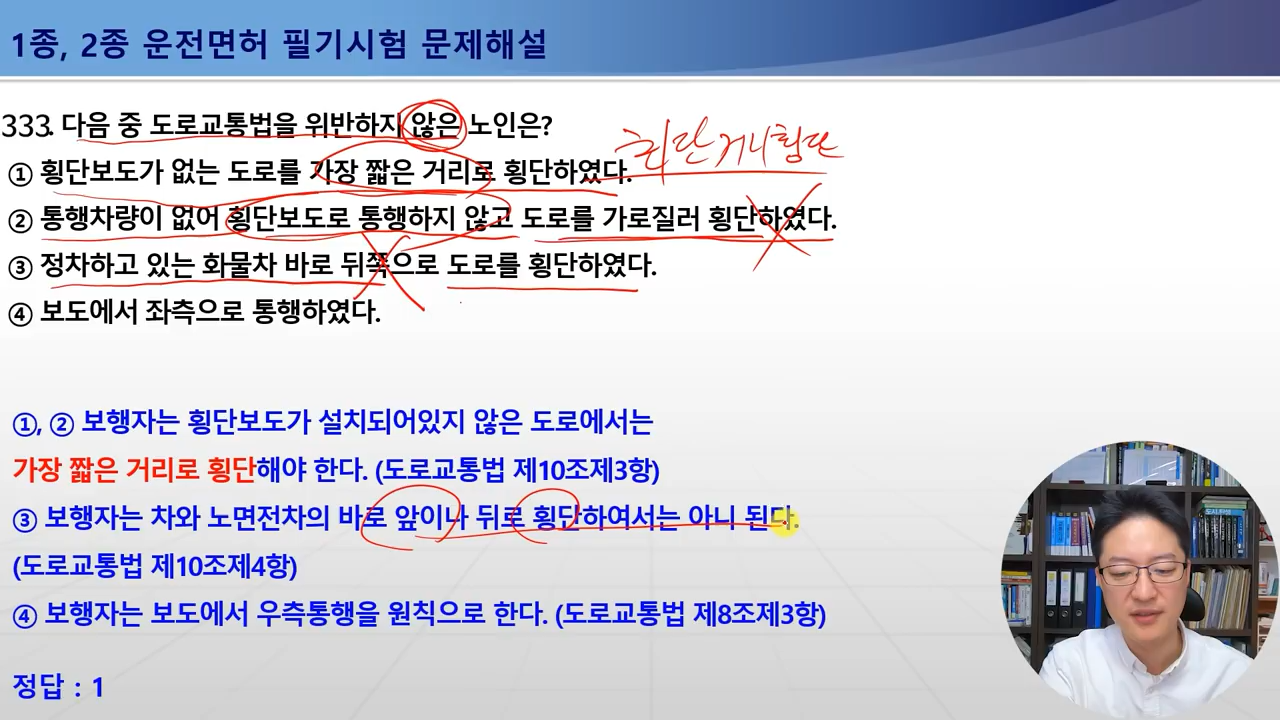 1종, 2종 운전면허 필기시험 문제해설
333. 다음 중 도로교통법을 위반하지 않은 노인은?
최단거리횡단
① 횡단보도가 없는 도로를 가장 짧은 거리로 횡단하였다.
② 통행차량이 없어 횡단보도로 통행하지 않고 도로를 가로질러 횡단하였다.
③ 정차하고 있는 화물차 바로 뒤쪽으로 도로를 횡단하였다.
④ 보도에서 좌측으로 통행하였다.
①, ② 보행자는 횡단보도가 설치되어있지 않은 도로에서는
가장 짧은 거리로 횡단해야 한다. (도로교통법 제10조제3항)
③ 보행자는 차와 노면전차의 바로 앞이나 뒤로 횡단하여서는 아니 된다.
(도로교통법 제10조제4항)
④ 보행자는 보도에서 우측통행을 원칙으로 한다. (도로교통법 제8조제3항)
정답 : 1